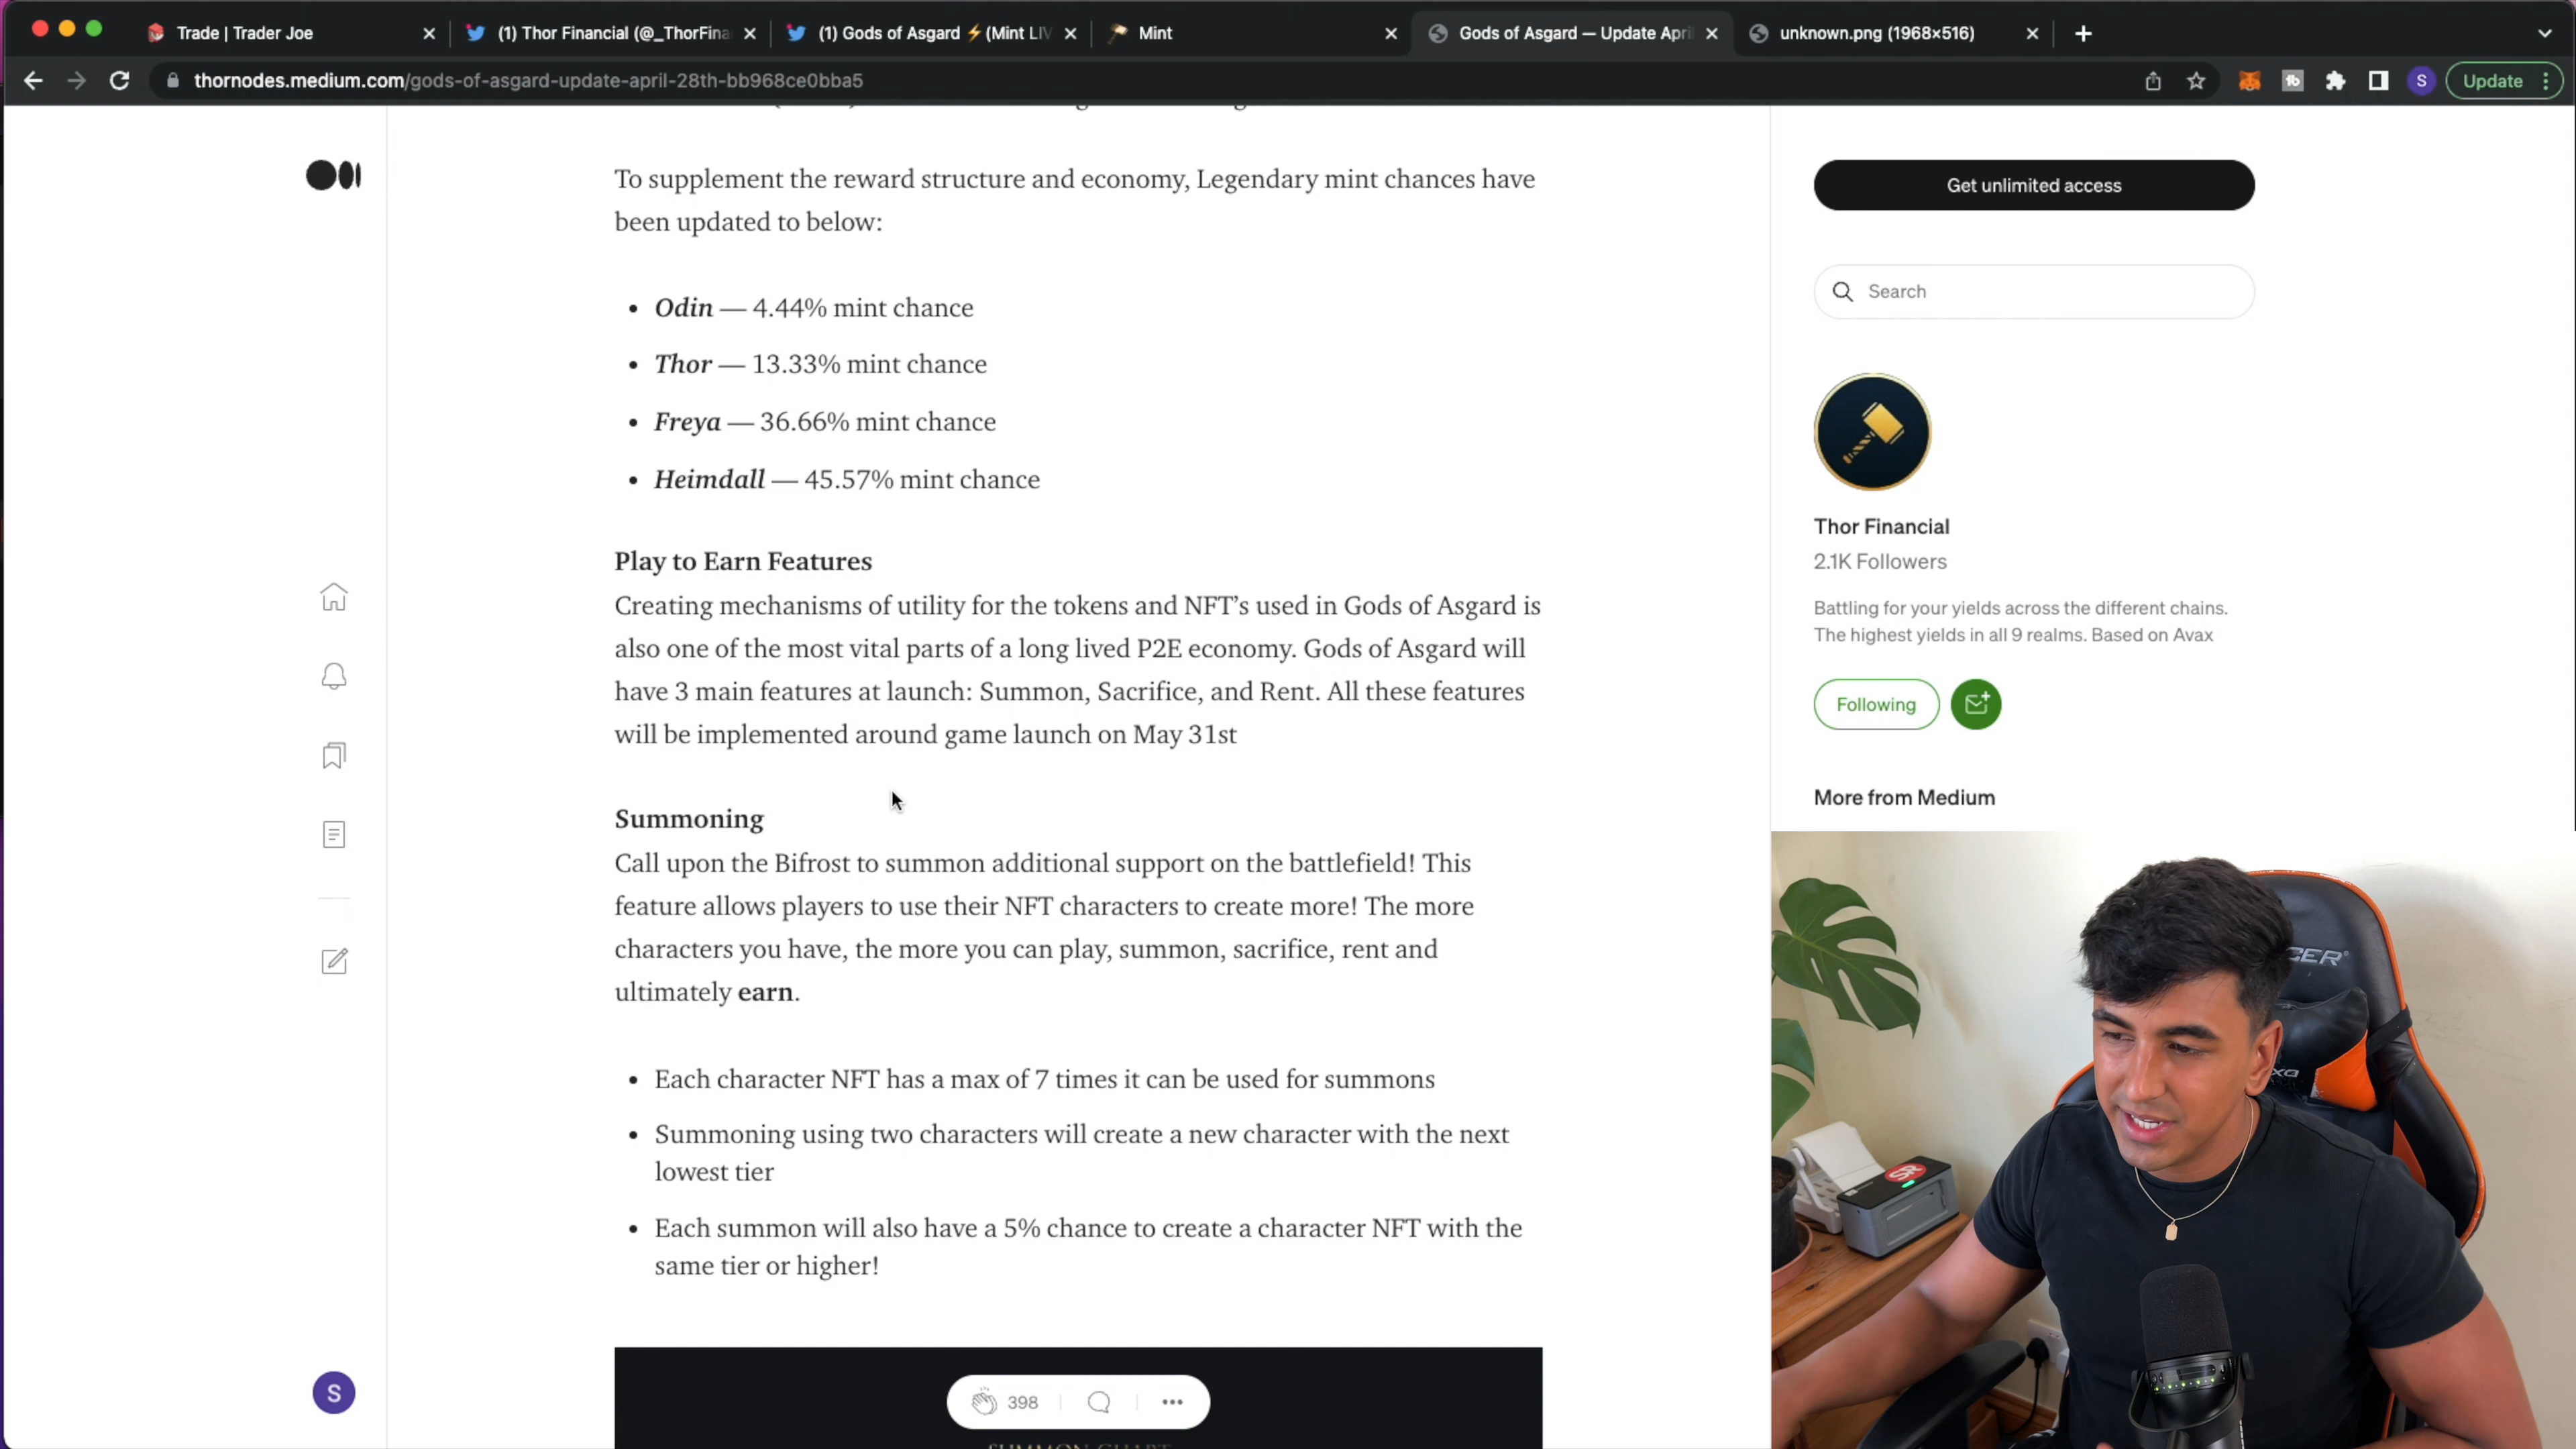 Trade | Trader Joe
(1) Thor Financial (@_ThorFina
(1) Gods of Asgard ⚡(Mint LIV
Mint
Gods of Asgard — Update Apri
unknown.png (1968×516)
thornodes.medium.com/gods-of-asgard-update-april-28th-bb968ce0bba5
S
Update
To supplement the reward structure and economy, Legendary mint chances have
been updated to below:
• Odin — 4.44% mint chance
• Thor — 13.33% mint chance
• Freya — 36.66% mint chance
• Heimdall — 45.57% mint chance
Play to Earn Features
Creating mechanisms of utility for the tokens and NFT’s used in Gods of Asgard is
also one of the most vital parts of a long lived P2E economy. Gods of Asgard will
have 3 main features at launch: Summon, Sacrifice, and Rent. All these features
will be implemented around game launch on May 31st
Summoning
Call upon the Bifrost to summon additional support on the battlefield! This
feature allows players to use their NFT characters to create more! The more
characters you have, the more you can play, summon, sacrifice, rent and
ultimately earn.
• Each character NFT has a max of 7 times it can be used for summons
• Summoning using two characters will create a new character with the next
lowest tier
• Each summon will also have a 5% chance to create a character NFT with the
same tier or higher!
398
SUMMON CHART
S
Get unlimited access
Search
Thor Financial
2.1K Followers
Battling for your yields across the different chains.
The highest yields in all 9 realms. Based on Avax
Following
More from Medium
SR